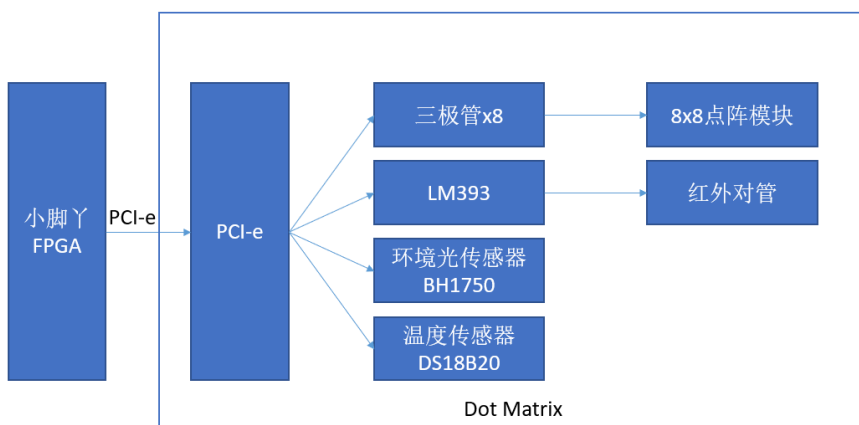 小脚丫
FPGA
PCI-e
PCI-e
三极管x8
8x8点阵模块
LM393
红外对管
环境光传感器
BH1750
温度传感器
DS18B20
Dot Matrix